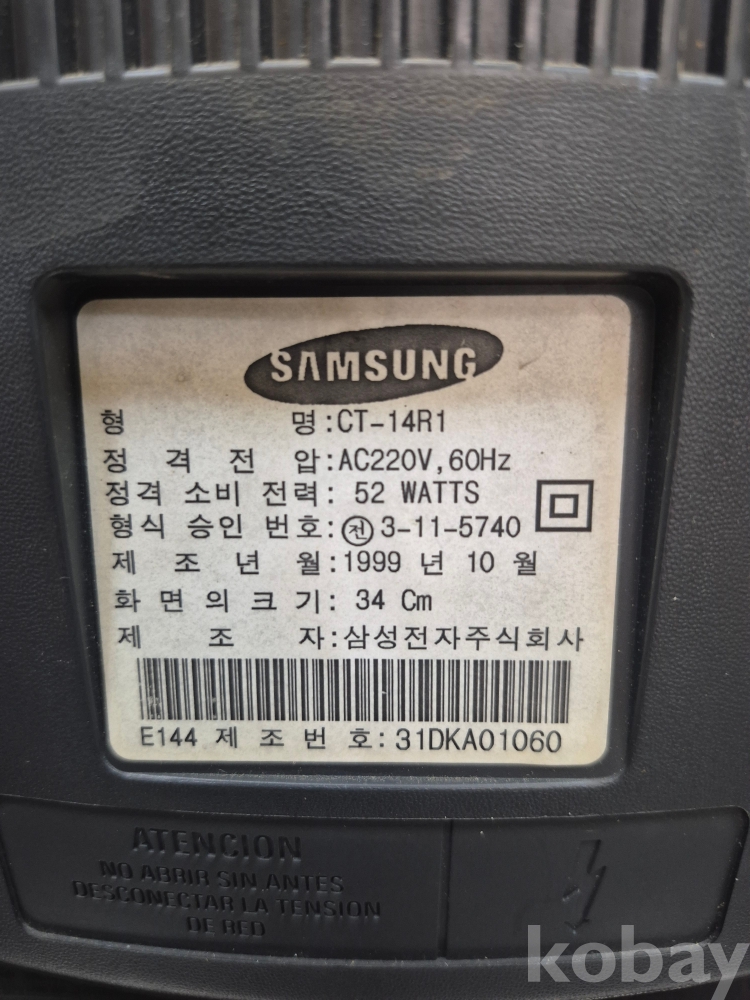 SAMSUNG
형 명:CT-14R1
정 격 전 압:AC220V,60Hz
정격 소비 전력: 52 WATTS
형식 승인 번호:㉠전 3-11-5740
제 조 년 월:1999 년 10 월
화 면 의 크 기: 34 Cm
제 조 자:삼성전자주식회사
E144 제 조 번 호:31DKA01060
ATENCION
NO ABRIR SIN ANTES
DESCONECTAR LA TENSION
DE RED
kobay